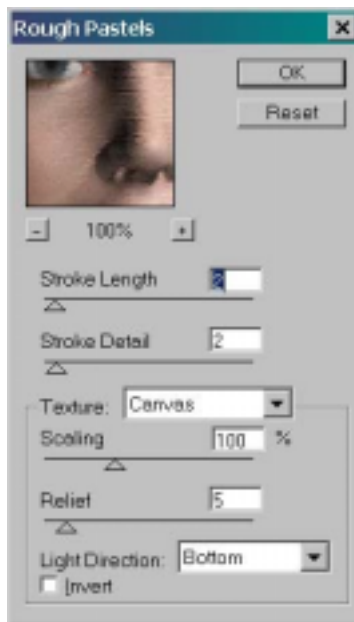 Rough Pastels
OK
Reset
100%
Stroke Length
Stroke Detail 2
Texture: Canvas
Scaling 100 %
Relief 5
Light Direction: Bottom
Invert